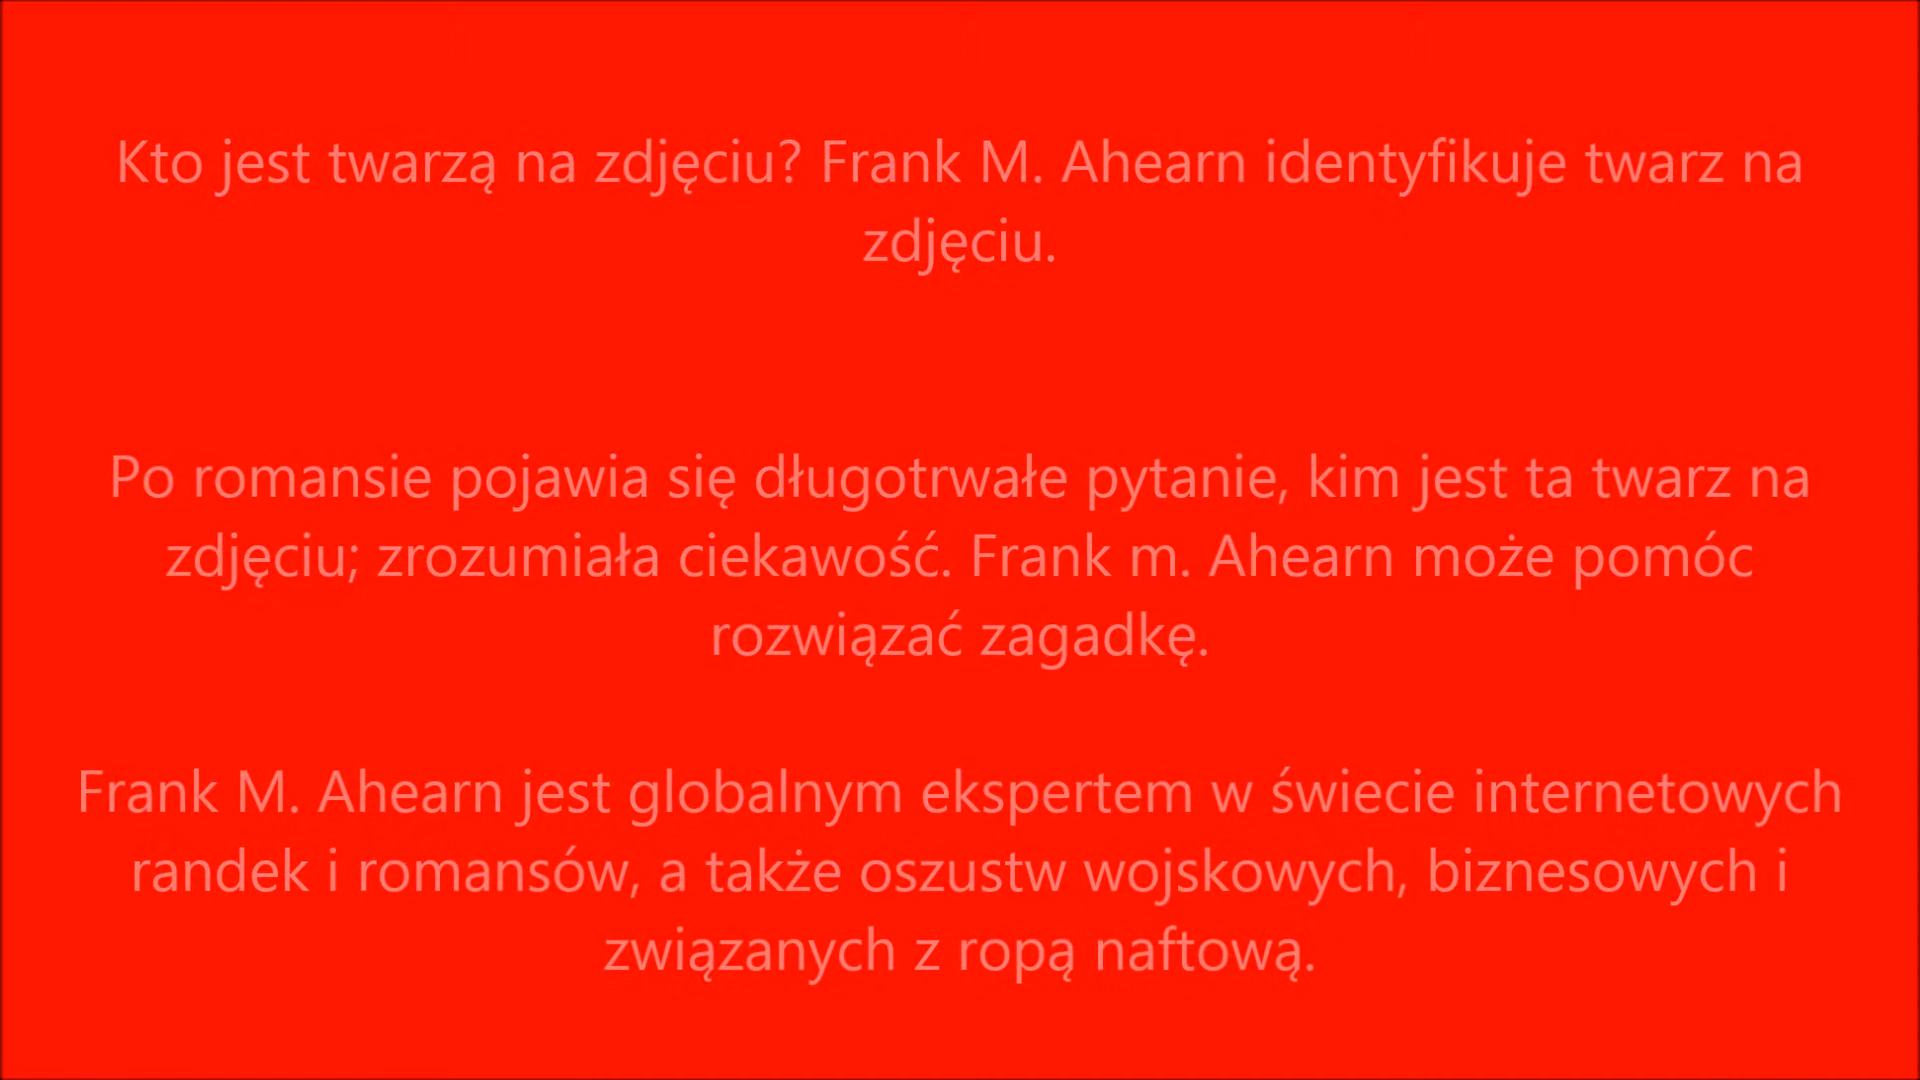 Kto jest twarzą na zdjęciu? Frank M. Ahearn identyfikuje twarz na
zdjęciu.
Po romansie pojawia się długotrwałe pytanie, kim jest ta twarz na
zdjęciu; zrozumiała ciekawość. Frank m. Ahearn może pomóc
rozwiązać zagadkę.
Frank M. Ahearn jest globalnym ekspertem w świecie internetowych
randek i romansów, a także oszustw wojskowych, biznesowych i
związanych z ropą naftową.